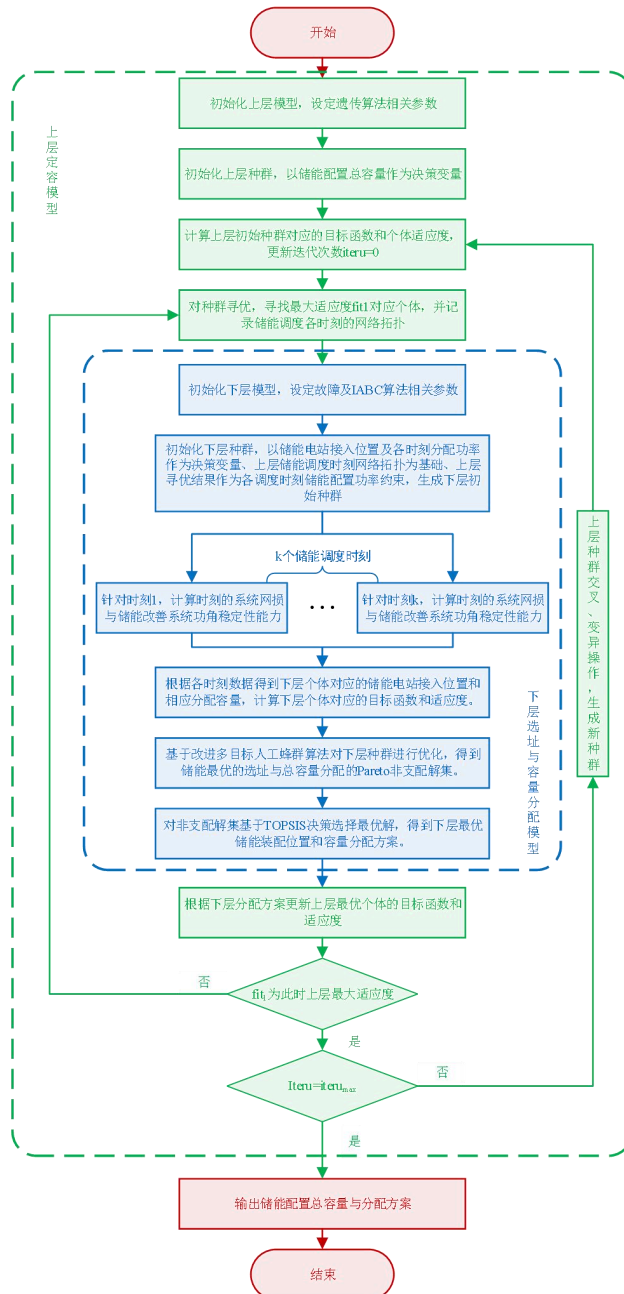 开始
上层定容模型
初始化上层模型，设定遗传算法相关参数
初始化上层种群，以储能配置总容量作为决策变量
计算上层初始种群对应的目标函数和个体适应度，
更新迭代次数iteru=0
对种群寻优，寻找最大适应度fit1对应个体，并记
录储能调度各时刻的网络拓扑
初始化下层模型，设定故障及IABC算法相关参数
初始化下层种群，以储能电站接入位置及各时刻分配功率
作为决策变量、上层储能调度时刻网络拓扑为基础、上层
寻优结果作为各调度时刻储能配置功率约束，生成下层初
始种群
k个储能调度时刻
针对时刻1，计算时刻的系统网损
与储能改善系统功角稳定性能力
...
针对时刻k，计算时刻的系统网损
与储能改善系统功角稳定性能力
根据各时刻数据得到下层个体对应的储能电站接入位置和
相应分配容量，计算下层个体对应的目标函数和适应度。
基于改进多目标人工蜂群算法对下层种群进行优化，得到
储能最优的选址与总容量分配的Pareto非支配解集。
对非支配解集基于TOPSIS决策选择最优解，得到下层最优
储能装配位置和容量分配方案。
下层选址与容量分配模型
上层种群交叉、变异操作，生成新种群
根据下层分配方案更新上层最优个体的目标函数和
适应度
否
fit₁为此时上层最大适应度
是
否
Iteru=iteruₘₐₓ
是
输出储能配置总容量与分配方案
结束